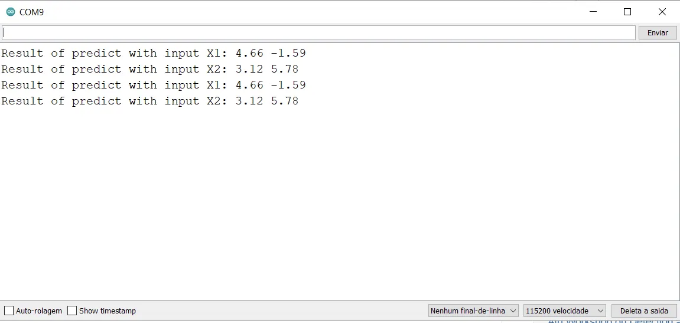 COM9
Enviar
Result of predict with input X1: 4.66 -1.59
Result of predict with input X2: 3.12 5.78
Result of predict with input X1: 4.66 -1.59
Result of predict with input X2: 3.12 5.78
Auto-rolagem Show timestamp Nenhum final-de-linha 115200 velocidade Deleta a saida